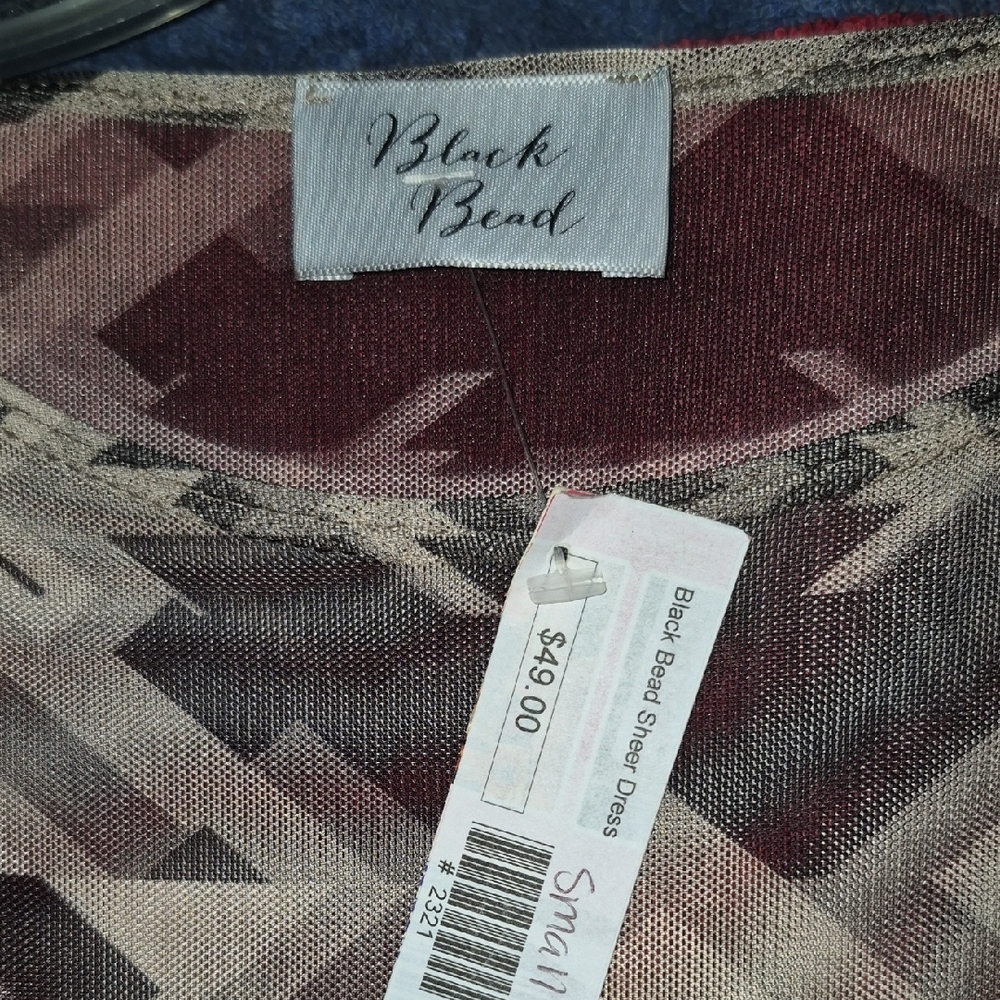 Black
Bead
Black Bead Sheer Dress
$49.00
Small
# 2321